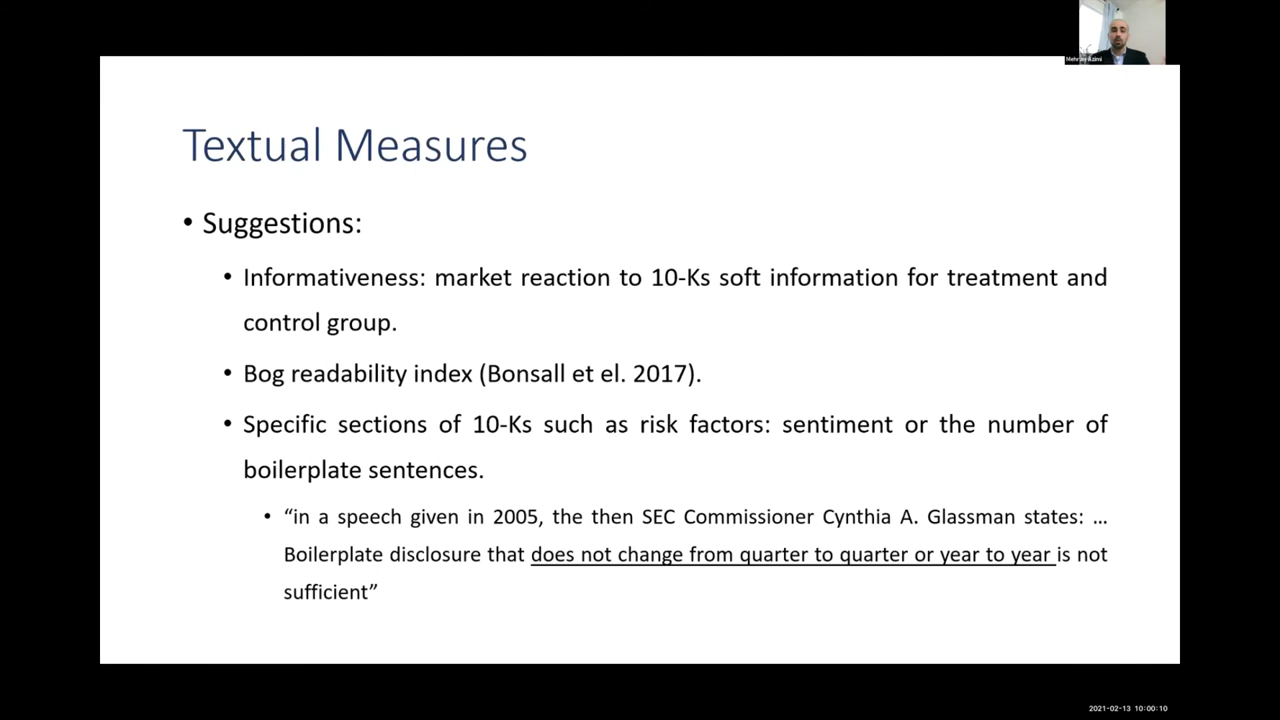 Mehran Azimi
Textual Measures
• Suggestions:
• Informativeness: market reaction to 10-Ks soft information for treatment and
control group.
• Bog readability index (Bonsall et el. 2017).
• Specific sections of 10-Ks such as risk factors: sentiment or the number of
boilerplate sentences.
• “in a speech given in 2005, the then SEC Commissioner Cynthia A. Glassman states: ...
Boilerplate disclosure that does not change from quarter to quarter or year to year is not
sufficient”
2021-02-13 10:00:10